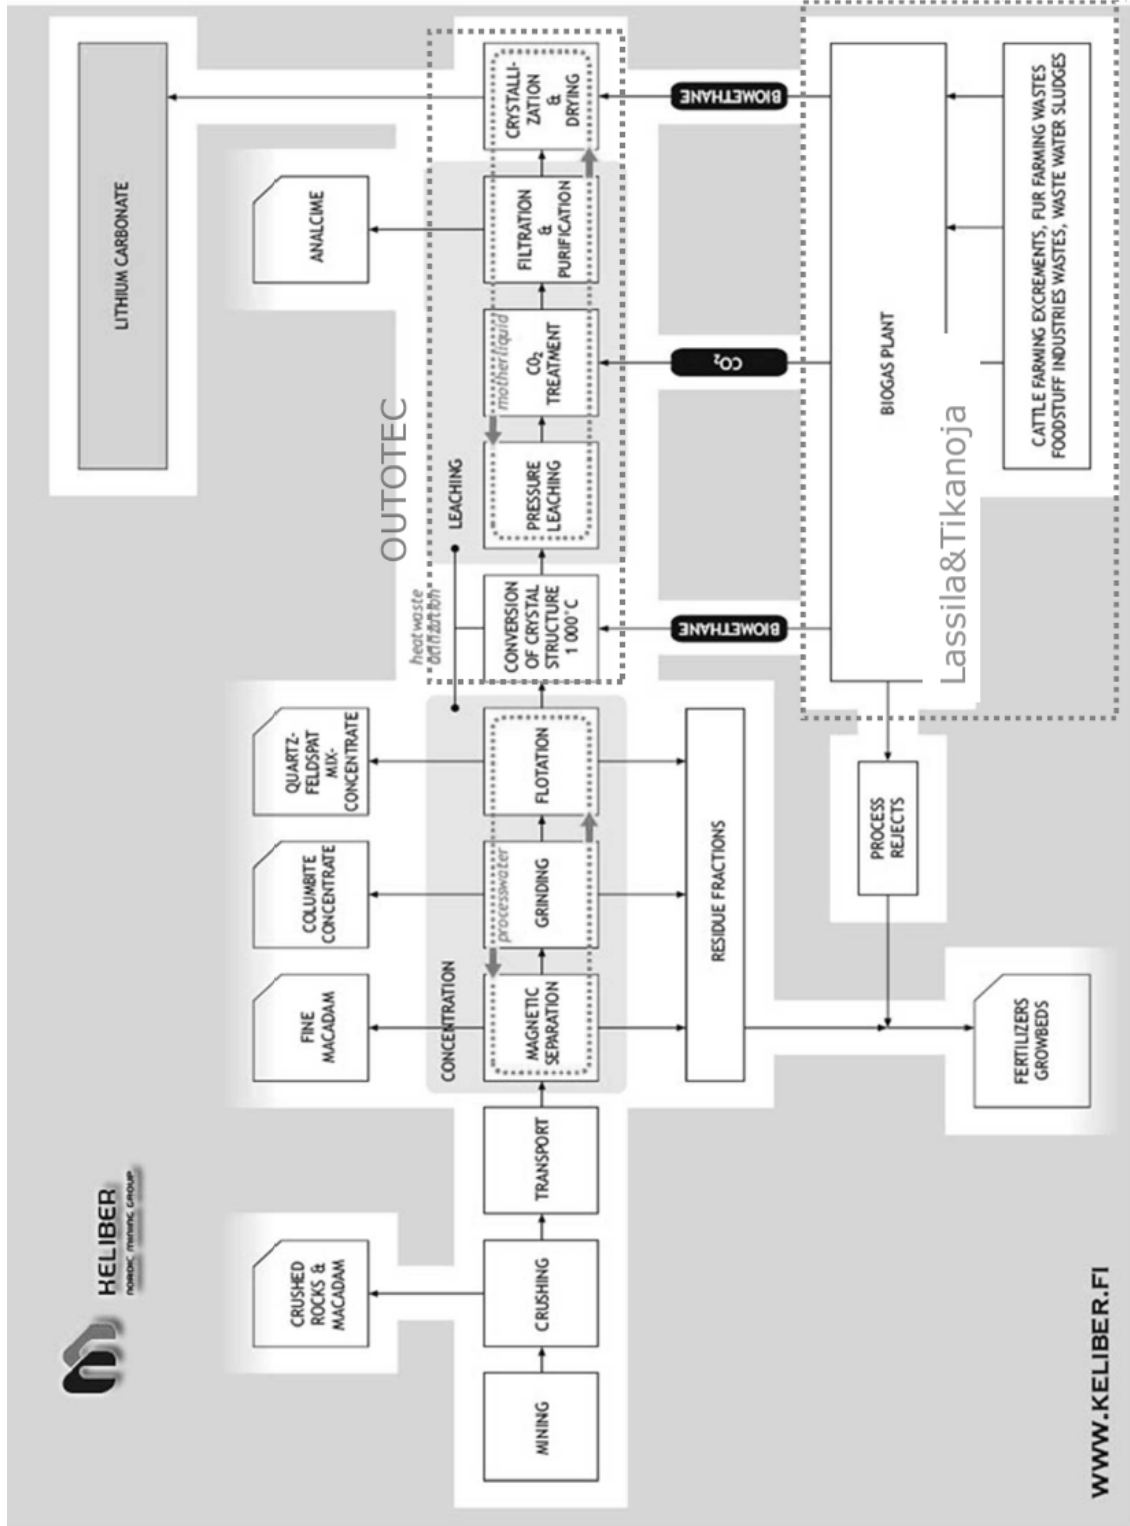 KELIBER
NORDIC MINING GROUP
LITHIUM CARBONATE
CRUSHED
ROCKS &
MACADAM
FINE
MACADAM
COLUMBITE
CONCENTRATE
QUARTZ-
FELDSPAT
MIX-
CONCENTRATE
ANALCIME
OUTOTEC
heat waste
CONCENTRATION
LEACHING
MINING
CRUSHING
TRANSPORT
MAGNETIC
SEPARATION
processwater
GRINDING
FLOTATION
CONVERSION
OF CRYSTAL
STRUCTURE
1 000°C
PRESSURE
LEACHING
motherliquid
CO₂
TREATMENT
FILTRATION
&
PURIFICATION
CRYSTALLI-
ZATION
&
DRYING
RESIDUE FRACTIONS
BIOMETHANE
CO₂
BIOMETHANE
PROCESS
REJECTS
BIOGAS PLANT
Lassila&Tikanoja
FERTILIZERS
GROWBEDS
CATTLE FARMING EXCREMENTS, FUR FARMING WASTES
FOODSTUFF INDUSTRIES WASTES, WASTE WATER SLUDGES
WWW.KELIBER.FI